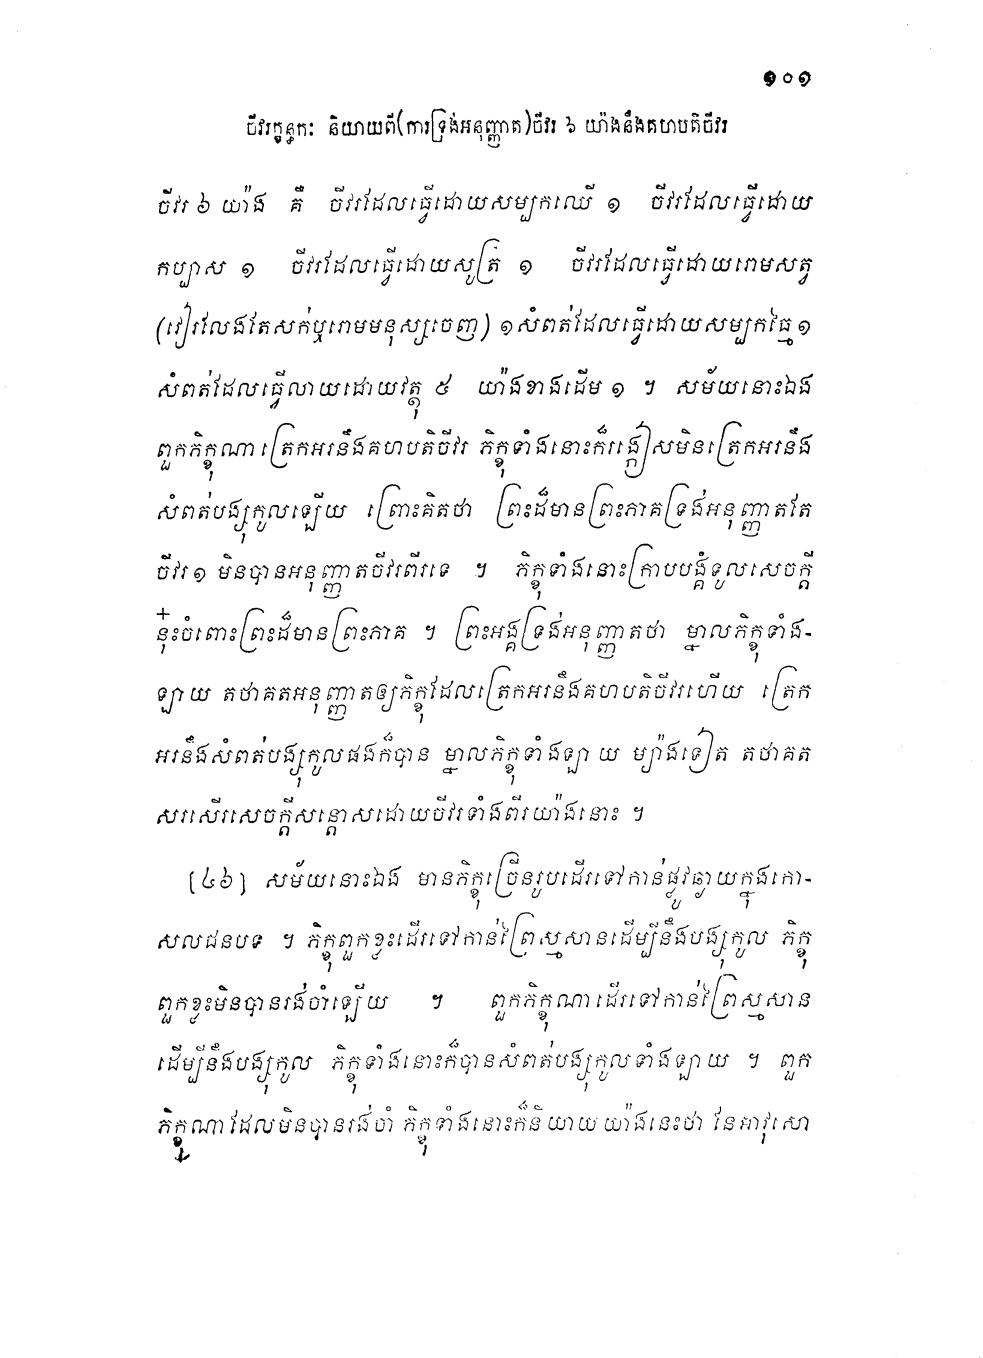 ១០១
ចីវរក្ខន្ធកៈ និយាយពី(ការទ្រង់អនុញ្ញាត)ចីវរ ៦ យ៉ាងនឹងគហបតិចីវរ
ចីវរ ៦ យ៉ាង គឺ ចីវរដែលធ្វើដោយសម្បកឈើ ១ ចីវរដែលធ្វើដោយ
កប្បាស ១ ចីវរដែលធ្វើដោយសូត្រ ១ ចីវរដែលធ្វើដោយរោមសត្វ
(វៀរលែងតែសក់ឬរោមមនុស្សចេញ) ១សំពត់ដែលធ្វើដោយសម្បកធ្មៃ ១
សំពត់ដែលធ្វើលាយដោយវត្ថុ ៥ យ៉ាងខាងដើម ១ ។ សម័យនោះឯង
ពួកភិក្ខុណាត្រេកអរនឹងគហបតិចីវរ ភិក្ខុទាំងនោះក៏រង្កៀសមិនត្រេកអរនឹង
សំពត់បង្សុកូលឡើយ ព្រោះគិតថា ព្រះដ៏មានព្រះភាគទ្រង់អនុញ្ញាតតែ
ចីវរ ១ មិនបានអនុញ្ញាតចីវរពីរទេ ។ ភិក្ខុទាំងនោះក្រាបបង្គំទូលសេចក្តី
នុ៎ះចំពោះព្រះដ៏មានព្រះភាគ ។ ព្រះអង្គទ្រង់អនុញ្ញាតថា ម្នាលភិក្ខុទាំង-
ឡាយ តថាគតអនុញ្ញាតឲ្យភិក្ខុដែលត្រេកអរនឹងគហបតិចីវរហើយ ត្រេក
អរនឹងសំពត់បង្សុកូលផងក៏បាន ម្នាលភិក្ខុទាំងឡាយ ម្យ៉ាងទៀត តថាគត
សរសើរសេចក្តីសន្តោសដោយចីវរទាំងពីរយ៉ាងនោះ ។
[៤៦] សម័យនោះឯង មានភិក្ខុច្រើនរូបដើរទៅកាន់ផ្លូវឆ្ងាយក្នុងកោ-
សលជនបទ ។ ភិក្ខុពួកខ្លះដើរទៅកាន់ព្រៃស្មសានដើម្បីនឹងបង្សុកូល ភិក្ខុ
ពួកខ្លះមិនបានរង់ចាំឡើយ ។ ពួកភិក្ខុណាដើរទៅកាន់ព្រៃស្មសាន
ដើម្បីនឹងបង្សុកូល ភិក្ខុទាំងនោះក៏បានសំពត់បង្សុកូលទាំងឡាយ ។ ពួក
ភិក្ខុណាដែលមិនបានរង់ចាំ ភិក្ខុទាំងនោះក៏និយាយយ៉ាងនេះថា នែអាវុសោ